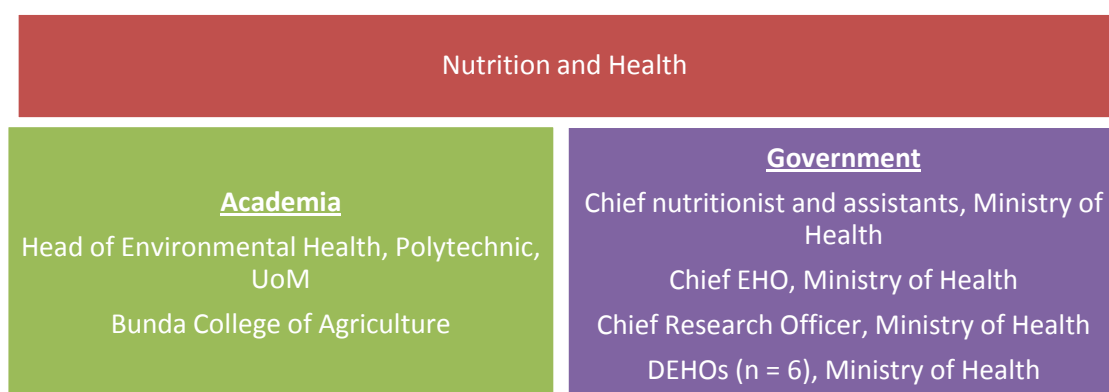 Nutrition and Health
Academia
Head of Environmental Health, Polytechnic,
UoM
Bunda College of Agriculture
Government
Chief nutritionist and assistants, Ministry of
Health
Chief EHO, Ministry of Health
Chief Research Officer, Ministry of Health
DEHOs (n = 6), Ministry of Health